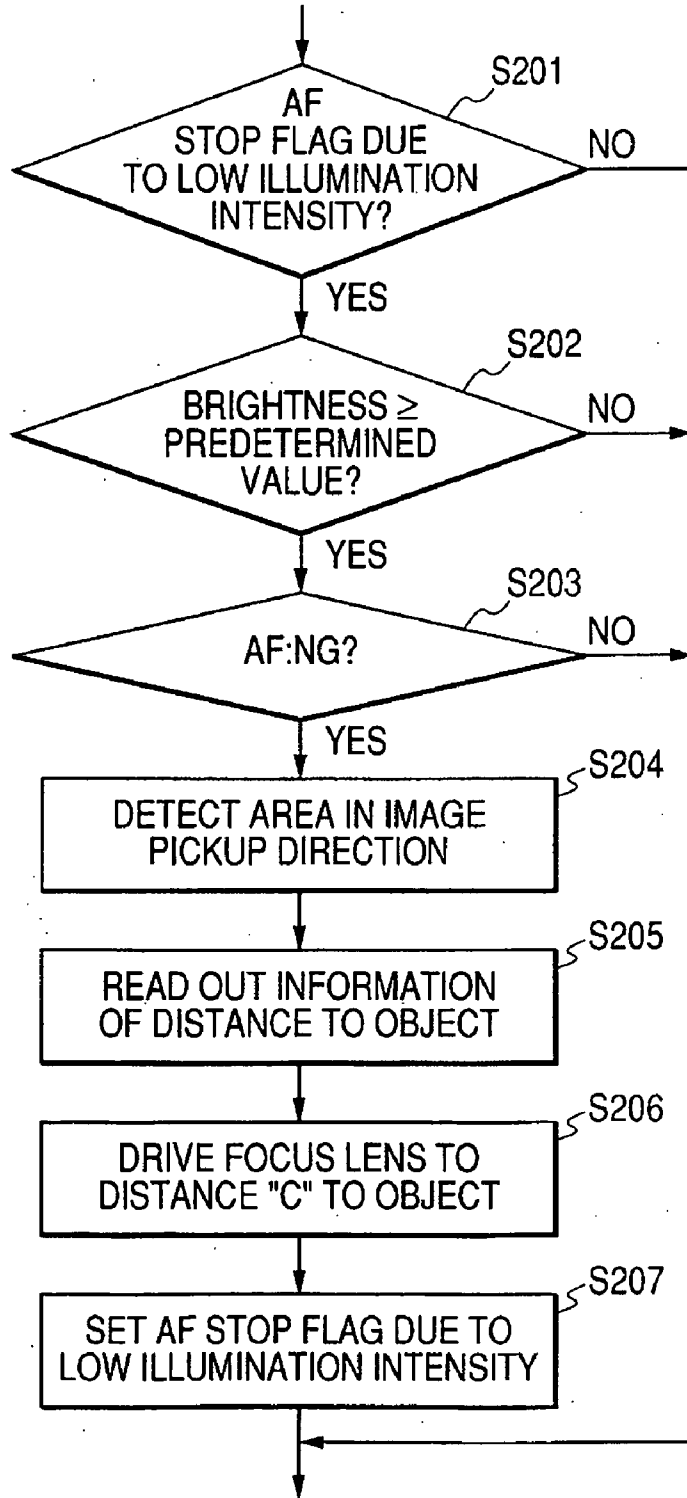 S201
AF
STOP FLAG DUE
TO LOW ILLUMINATION
INTENSITY?
NO
YES
S202
BRIGHTNESS ≥
PREDETERMINED
VALUE?
NO
YES
S203
AF:NG?
NO
YES
S204
DETECT AREA IN IMAGE
PICKUP DIRECTION
S205
READ OUT INFORMATION
OF DISTANCE TO OBJECT
S206
DRIVE FOCUS LENS TO
DISTANCE "C" TO OBJECT
S207
SET AF STOP FLAG DUE TO
LOW ILLUMINATION INTENSITY